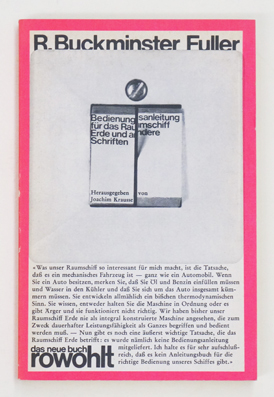 R. Buckminster Fuller
Bedienungsanleitung
für das Raumschiff
Erde und andere
Schriften
Herausgegeben von
Joachim Krausse
«Was unser Raumschiff so interessant für mich macht, ist die Tatsache,
daß es ein mechanisches Fahrzeug ist — ganz wie ein Automobil. Wenn
Sie ein Auto besitzen, merken Sie, daß Sie Öl und Benzin einfüllen müssen
und Wasser in den Kühler und daß Sie sich um das Auto insgesamt küm-
mern müssen. Sie entwickeln allmählich ein bißchen thermodynamischen
Sinn. Sie wissen, entweder halten Sie die Maschine in Ordnung oder es
gibt Ärger und sie funktioniert nicht richtig. Wir haben bisher unser
Raumschiff Erde nie als integral konstruierte Maschine angesehen, die zum
Zweck dauerhafter Leistungsfähigkeit als Ganzes begriffen und bedient
werden muß. — Nun gibt es noch eine äußerst wichtige Tatsache, die das
Raumschiff Erde betrifft: es wurde nämlich keine Bedienungsanleitung
mitgeliefert. Ich halte es für sehr aufschluß-
reich, daß es kein Anleitungsbuch für die
richtige Bedienung unseres Schiffes gibt.»
das neue buch
rowohlt